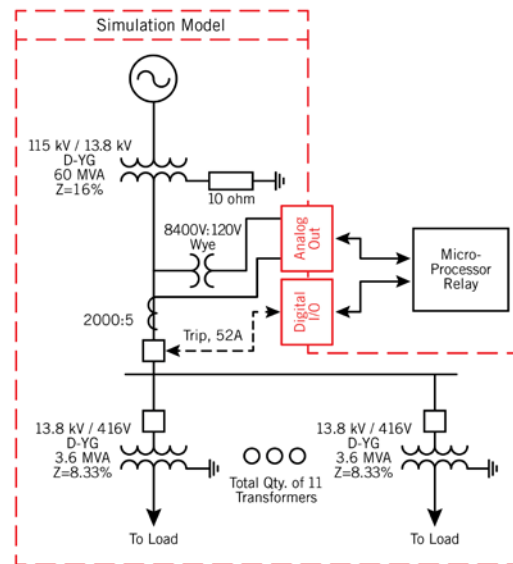 Simulation Model
115 kV / 13.8 kV
D-YG
60 MVA
Z=16%
10 ohm
8400V:120V
Wye
Analog
Out
Micro-
Processor
Relay
Digital
I/O
2000:5
Trip, 52A
13.8 kV / 416V
D-YG
3.6 MVA
Z=8.33%
Total Qty. of 11
Transformers
13.8 kV / 416V
D-YG
3.6 MVA
Z=8.33%
To Load
To Load